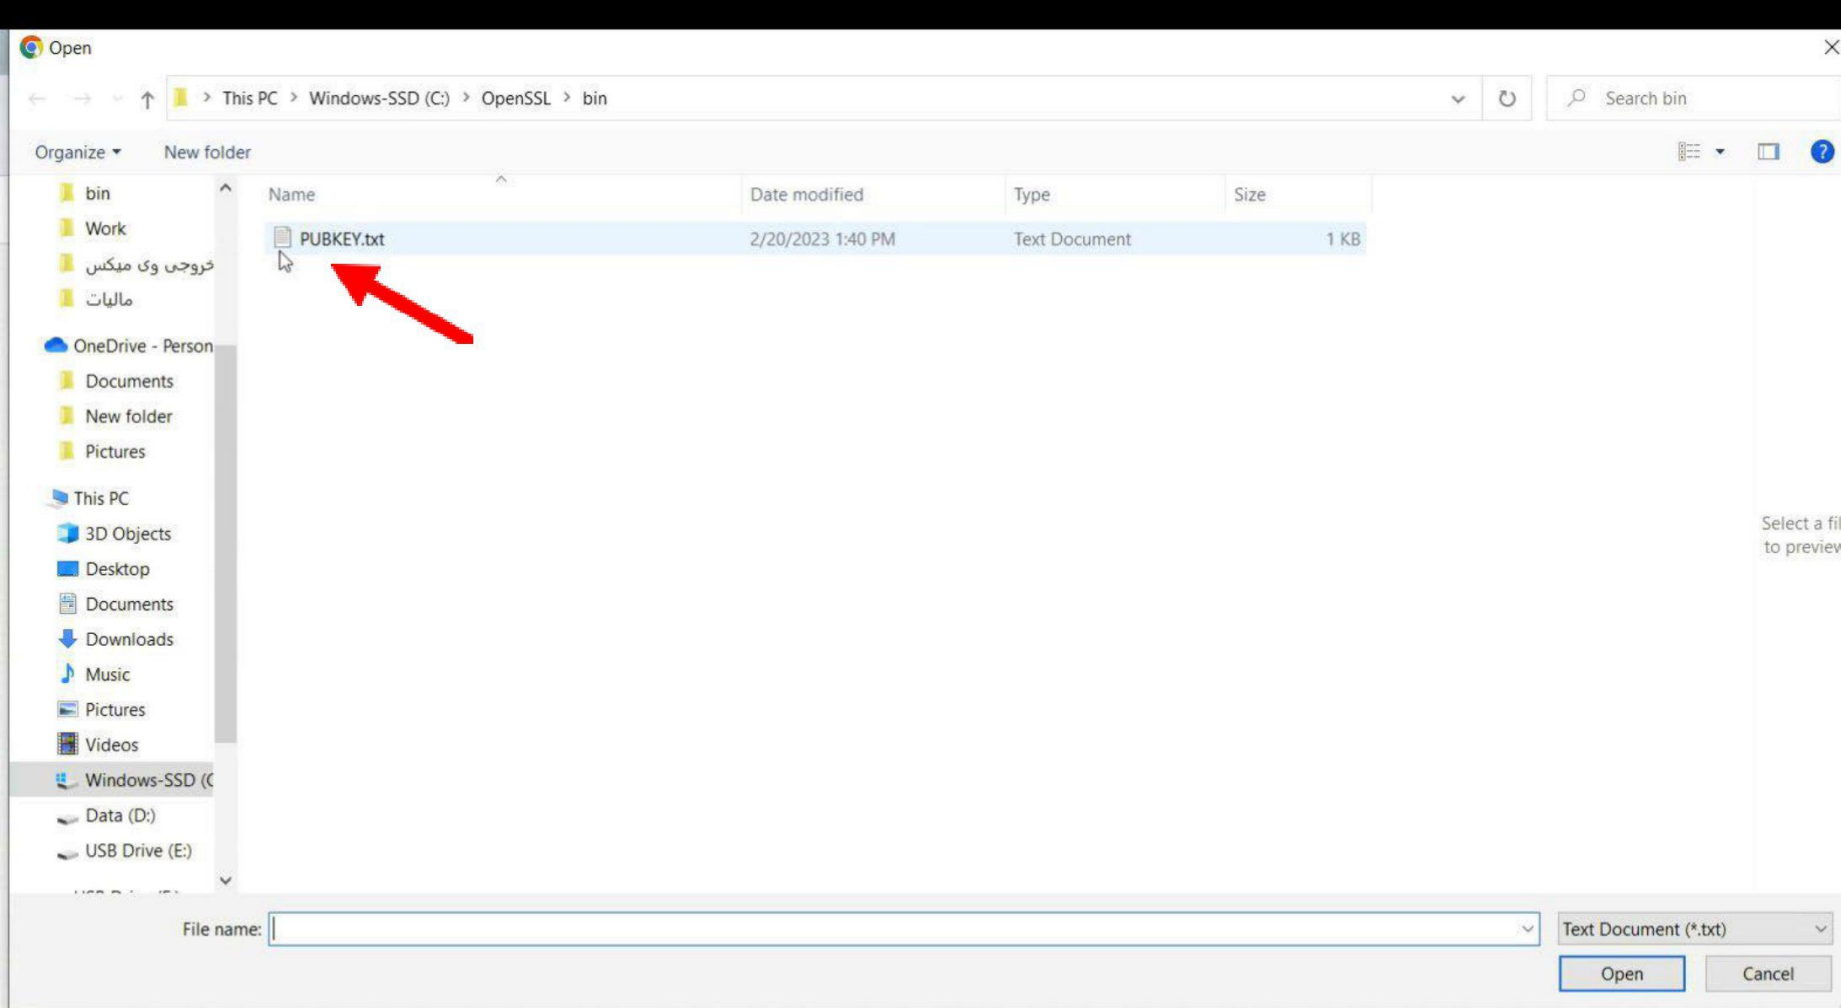 Open
This PC > Windows-SSD (C:) > OpenSSL > bin
Search bin
Organize
New folder
Name
Date modified
Type
Size
PUBKEY.txt
2/20/2023 1:40 PM
Text Document
1 KB
bin
Work
خروجی وی میکس
مالیات
OneDrive - Person
Documents
New folder
Pictures
This PC
3D Objects
Desktop
Documents
Downloads
Music
Pictures
Videos
Windows-SSD (C
Data (D:)
USB Drive (E:)
Select a fil
to preview
File name:
Text Document (*.txt)
Open
Cancel